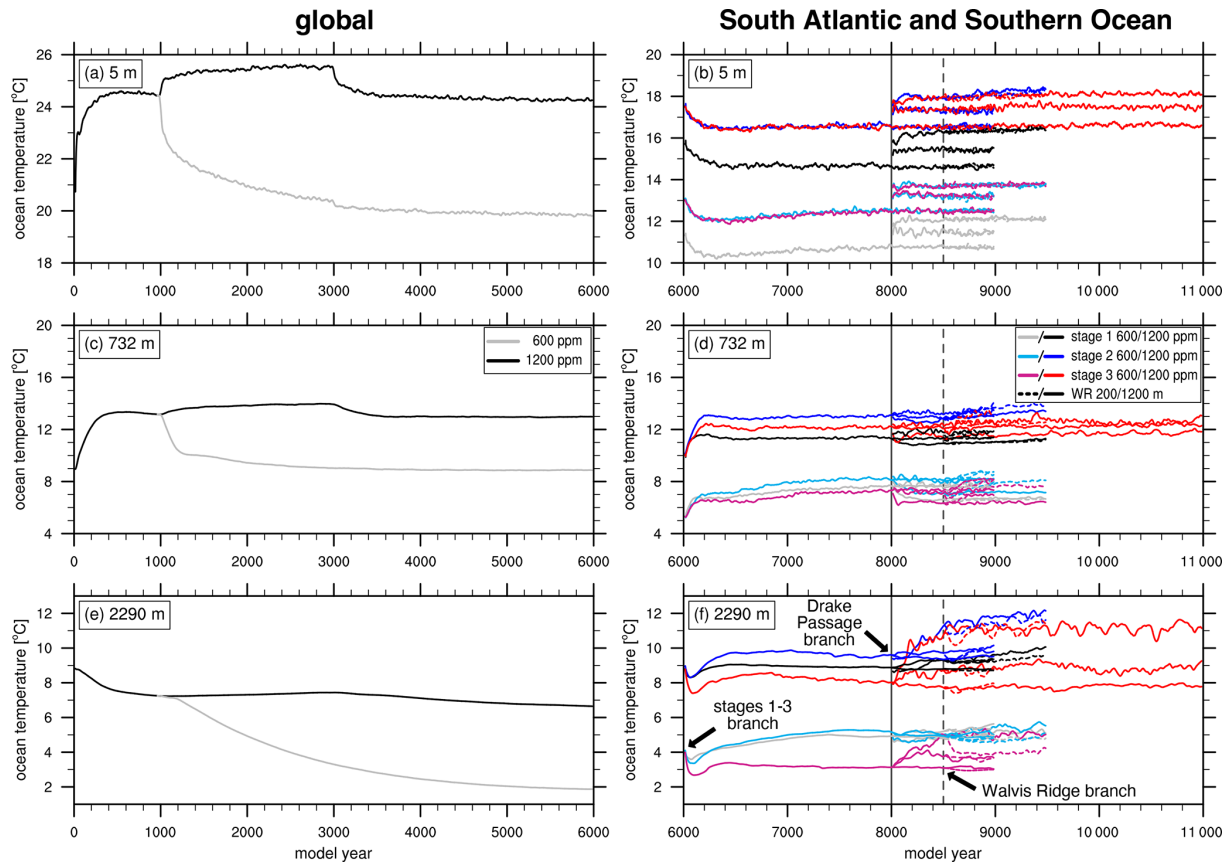 global
South Atlantic and Southern Ocean
(a) 5 m
ocean temperature [°C]
26
24
22
20
18
0 1000 2000 3000 4000 5000 6000
(b) 5 m
ocean temperature [°C]
20
18
16
14
12
10
6000 7000 8000 9000 10 000 11 000
(c) 732 m
600 ppm
1200 ppm
ocean temperature [°C]
20
16
12
8
4
0 1000 2000 3000 4000 5000 6000
(d) 732 m
stage 1 600/1200 ppm
stage 2 600/1200 ppm
stage 3 600/1200 ppm
WR 200/1200 m
ocean temperature [°C]
20
16
12
8
4
6000 7000 8000 9000 10 000 11 000
(e) 2290 m
ocean temperature [°C]
12
10
8
6
4
2
0 1000 2000 3000 4000 5000 6000
model year
(f) 2290 m
Drake
Passage
branch
stages 1-3
branch
Walvis Ridge branch
ocean temperature [°C]
12
10
8
6
4
2
6000 7000 8000 9000 10 000 11 000
model year